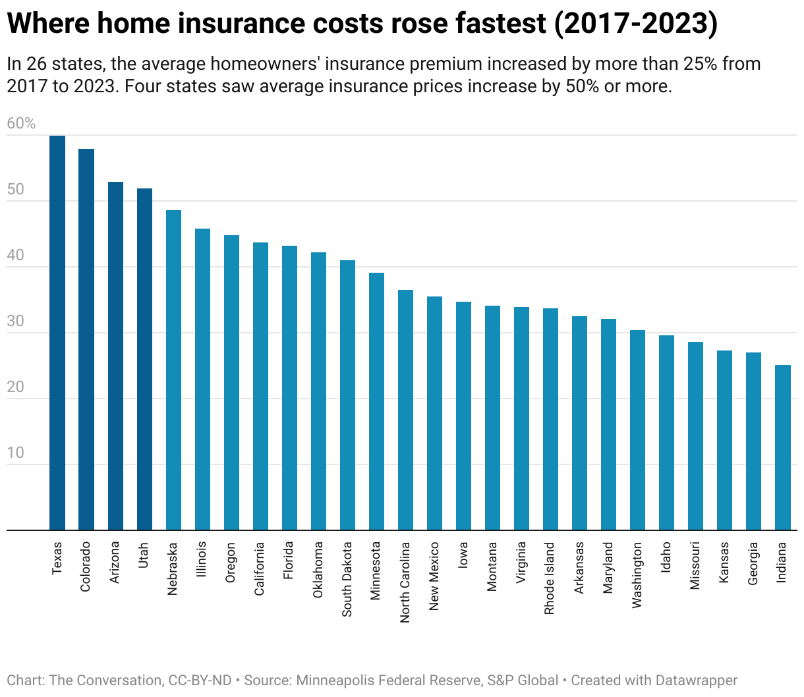 Where home insurance costs rose fastest (2017-2023)
In 26 states, the average homeowners' insurance premium increased by more than 25% from
2017 to 2023. Four states saw average insurance prices increase by 50% or more.
60%
50
40
30
20
10
Texas
Colorado
Arizona
Utah
Nebraska
Illinois
Oregon
California
Florida
Oklahoma
South Dakota
Minnesota
North Carolina
New Mexico
Iowa
Montana
Virginia
Rhode Island
Arkansas
Maryland
Washington
Idaho
Missouri
Kansas
Georgia
Indiana
Chart: The Conversation, CC-BY-ND • Source: Minneapolis Federal Reserve, S&P Global • Created with Datawrapper